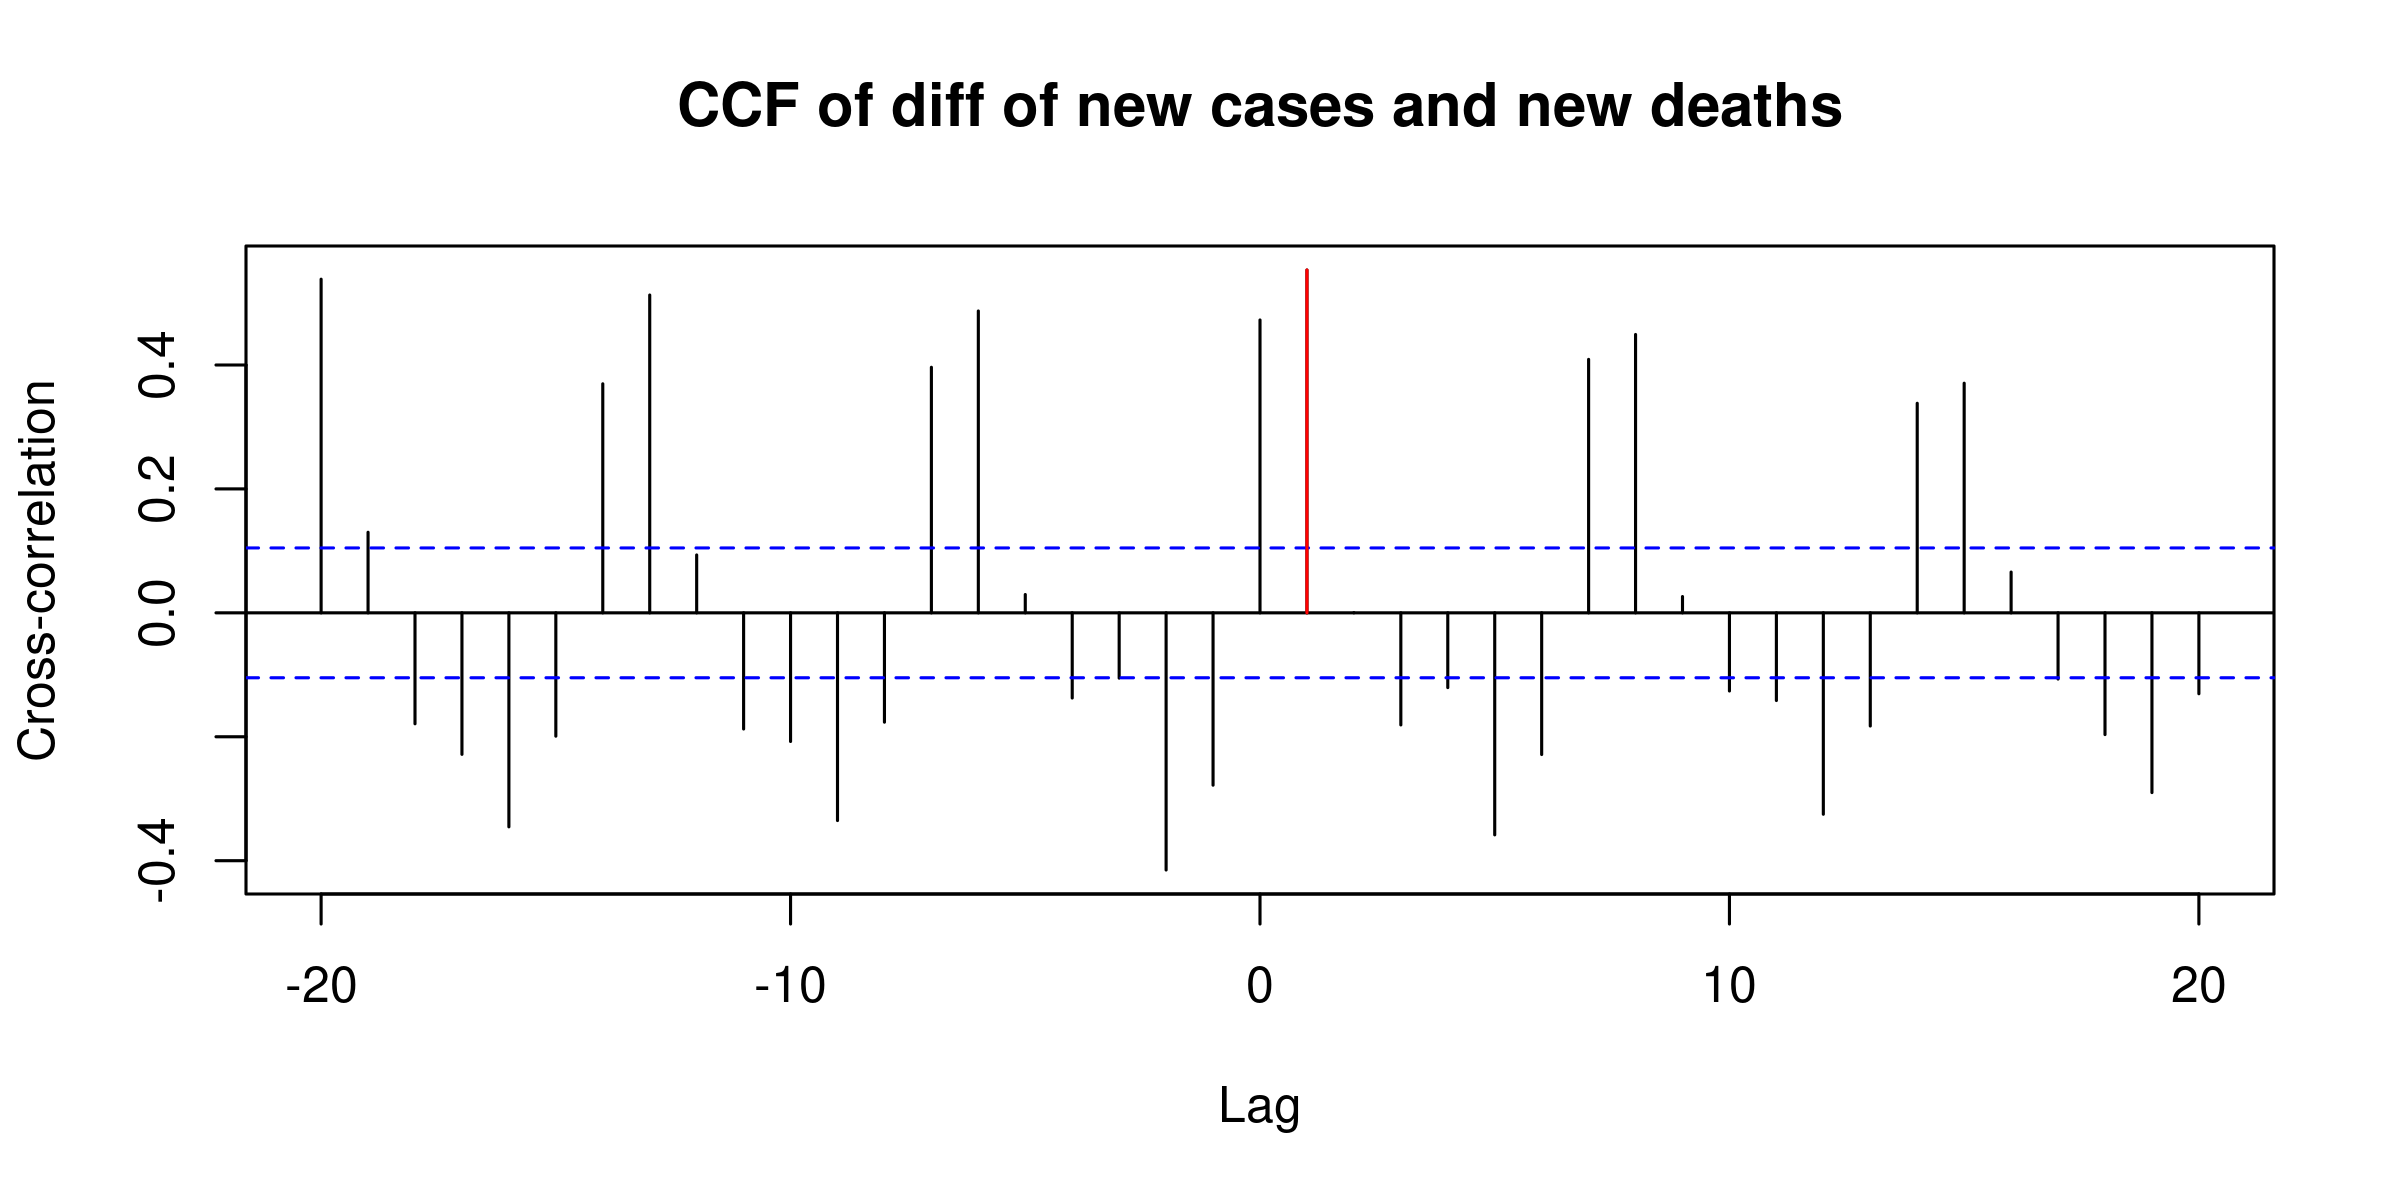 CCF of diff of new cases and new deaths
Cross-correlation
0.4
0.2
0.0
-0.4
-20 -10 0 10 20
Lag